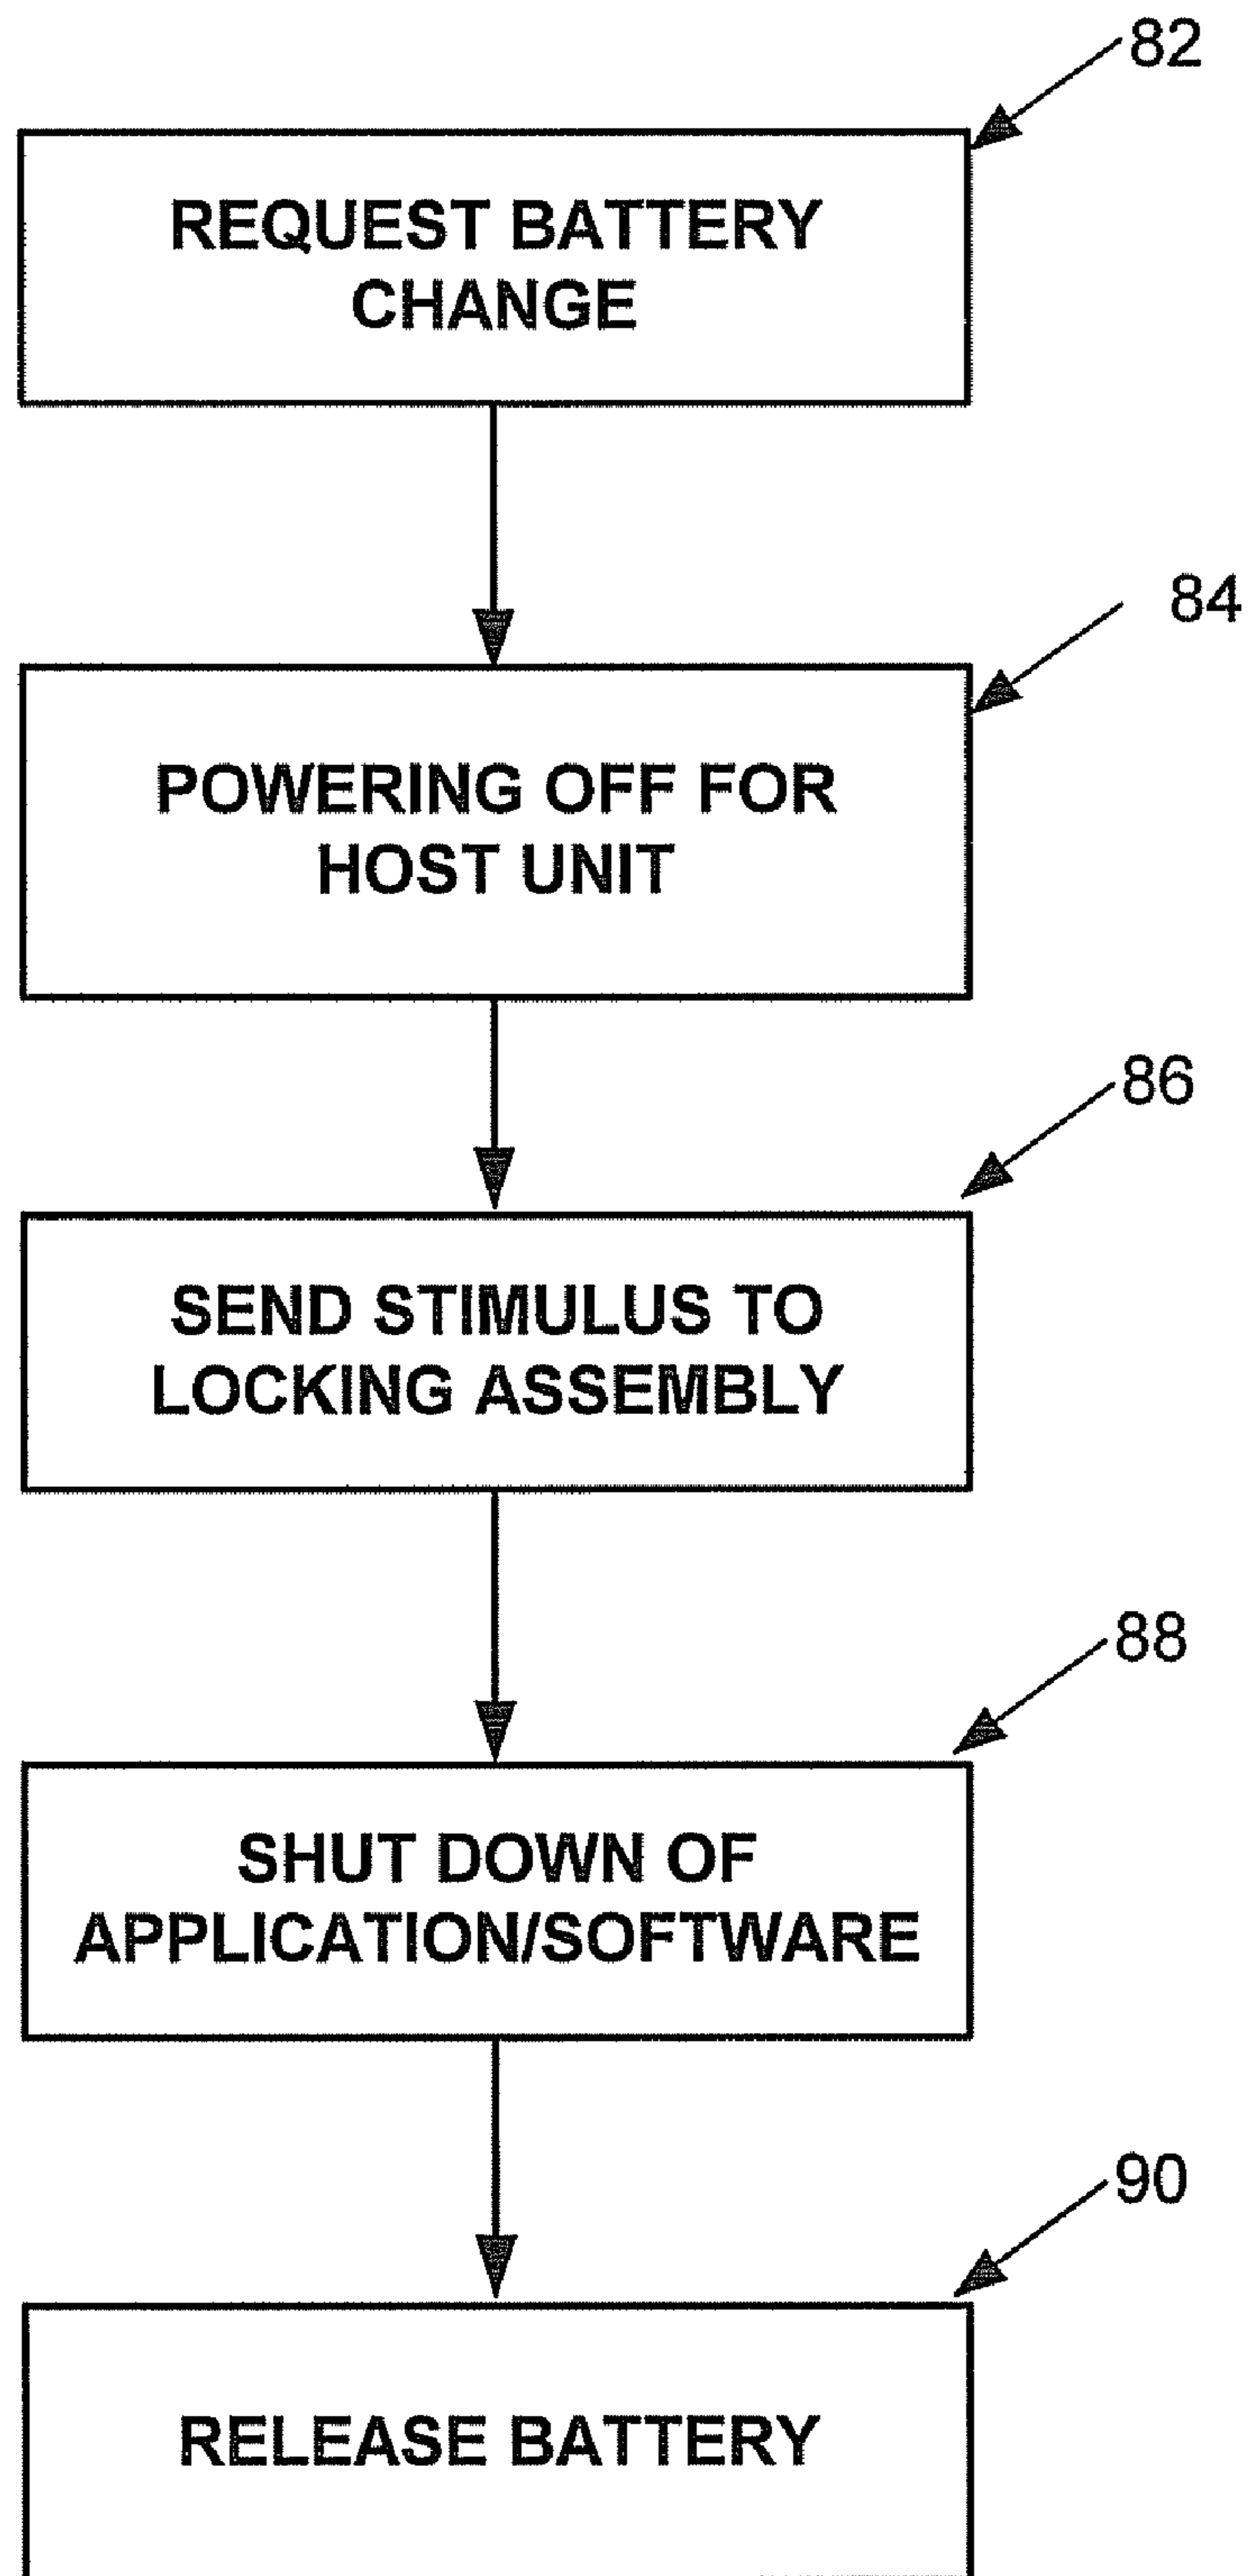 82
REQUEST BATTERY
CHANGE
84
POWERING OFF FOR
HOST UNIT
86
SEND STIMULUS TO
LOCKING ASSEMBLY
88
SHUT DOWN OF
APPLICATION/SOFTWARE
90
RELEASE BATTERY